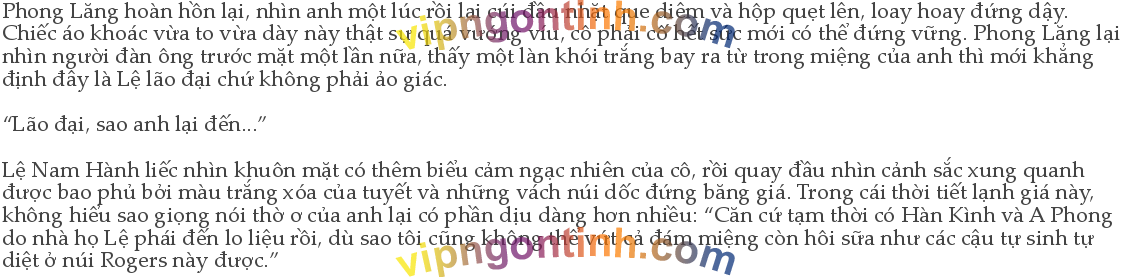 Phong Lăng hoàn hồn lại, nhìn anh một lúc rồi lại cúi đầu nhặt que diêm và hộp quẹt lên, loay hoay đứng dậy.
Chiếc áo khoác vừa to vừa dày này thật sự quá vướng víu, cô phải cố hết sức mới có thể đứng vững. Phong Lăng lại
nhìn người đàn ông trước mặt một lần nữa, thấy một làn khói trắng bay ra từ trong miệng của anh thì mới khẳng
định đây là Lệ lão đại chứ không phải ảo giác.
“Lão đại, sao anh lại đến...”
Lệ Nam Hành liếc nhìn khuôn mặt có thêm biểu cảm ngạc nhiên của cô, rồi quay đầu nhìn cảnh sắc xung quanh
được bao phủ bởi màu trắng xóa của tuyết và những vách núi dốc đứng băng giá. Trong cái thời tiết lạnh giá này,
không hiểu sao giọng nói thờ ơ của anh lại có phần dịu dàng hơn nhiều: “Căn cứ tạm thời có Hàn Kình và A Phong
do nhà họ Lệ phái đến lo liệu rồi, dù sao tôi cũng không thể vứt cả đám miệng còn hôi sữa như các cậu tự sinh tự
diệt ở núi Rogers này được.”
vipngontinh.com
vipngontinh.com